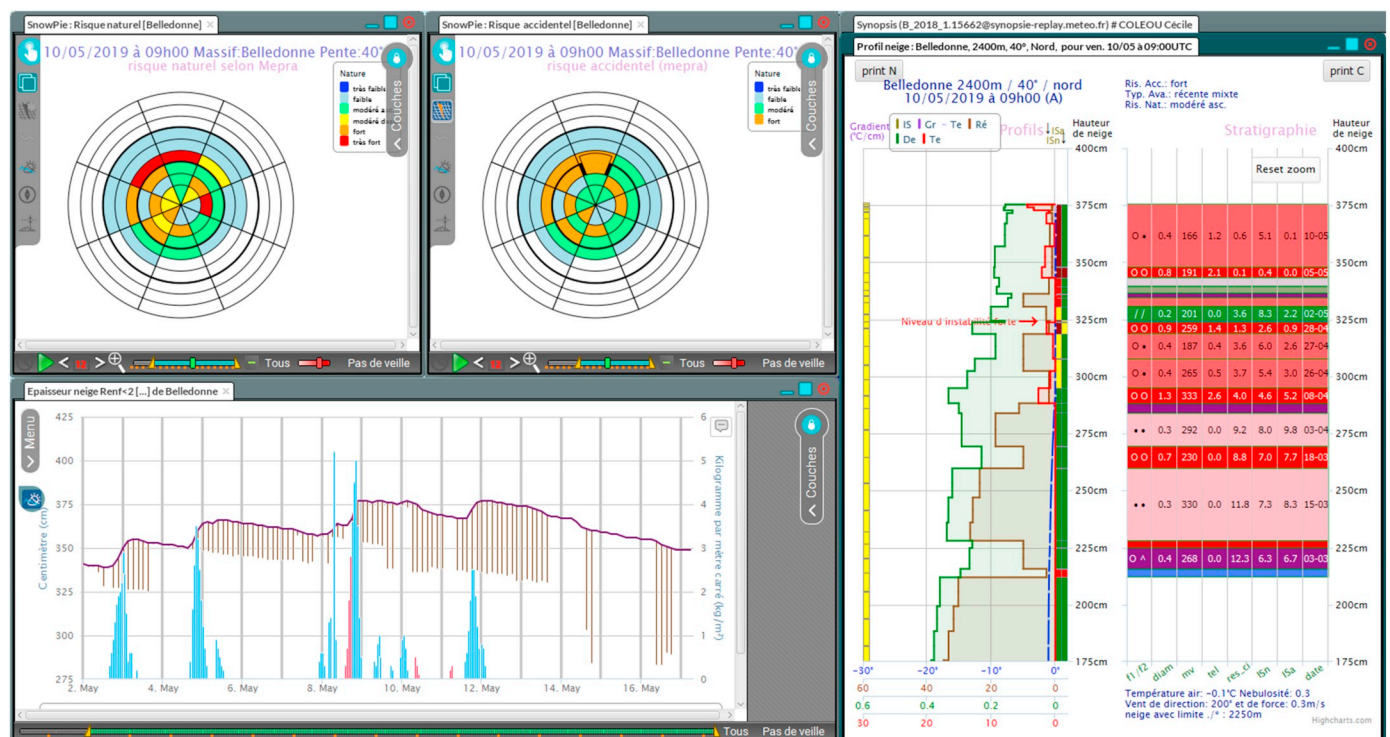 SnowPie : Risque naturel [Belledonne]
10/05/2019 à 09h00 Massif:Belledonne Pente:40°
risque naturel selon Mepra
Nature
très faible
faible
modéré as
modéré d
fort
très fort
Couches
Tous
Pas de veille
SnowPie : Risque accidentel [Belledonne]
10/05/2019 à 09h00 Massif:Belledonne Pente:40°
risque accidentel (mepra)
Nature
très faible
faible
modéré
fort
Couches
Tous
Pas de veille
Epaisseur neige Renf<2 [...] de Belledonne
Menu
Couches
Centimètre (cm)
425
400
375
350
325
300
275
Kilogramme par mètre carré (kg/m²)
6
5
4
3
2
1
0
2. May 4. May 6. May 8. May 10. May 12. May 14. May 16. May
Tous
Pas de veille
Synopsis (B_2018_1.15662@synopsie-replay.meteo.fr) # COLEOU Cécile
Profil neige : Belledonne, 2400m, 40°, Nord, pour ven. 10/05 à 09:00UTC
print N
print C
Belledonne 2400m / 40° / nord
10/05/2019 à 09h00 (A)
Ris. Acc.: fort
Typ. Ava.: récente mixte
Ris. Nat.: modéré asc.
Gradient
(°C/cm)
IS Gr - Te Ré
De Te
Profils
ISa
ISn
Hauteur
de neige
Stratigraphie
Hauteur
de neige
Reset zoom
400cm
375cm
350cm
325cm
300cm
275cm
250cm
225cm
200cm
175cm
Niveau d'instabilité forte
O • 0.4 166 1.2 0.6 5.1 0.1 10-05
O O 0.8 191 2.1 0.1 0.4 0.0 05-05
/ / 0.2 201 0.0 3.6 8.3 2.2 02-05
O O 0.9 259 1.4 1.3 2.6 0.9 28-04
O • 0.4 187 0.4 3.6 6.0 2.6 27-04
O • 0.4 265 0.5 3.7 5.4 3.0 26-04
O O 1.3 333 2.6 4.0 4.6 5.2 08-04
• • 0.3 292 0.0 9.2 8.0 9.8 03-04
O O 0.7 230 0.0 8.8 7.0 7.7 18-03
• • 0.3 330 0.0 11.8 7.3 8.3 15-03
O ^ 0.4 268 0.0 12.3 6.3 6.7 03-03
400cm
375cm
350cm
325cm
300cm
275cm
250cm
225cm
200cm
175cm
f1/f2 diam mv tel res_ci ISn ISa date
-30° -20° -10° 0°
60 40 20 0
0.6 0.4 0.2 0
30 20 10 0
Température air: -0.1°C Nebulosité: 0.3
Vent de direction: 200° et de force: 0.3m/s
neige avec limite ./* : 2250m
Highcharts.com